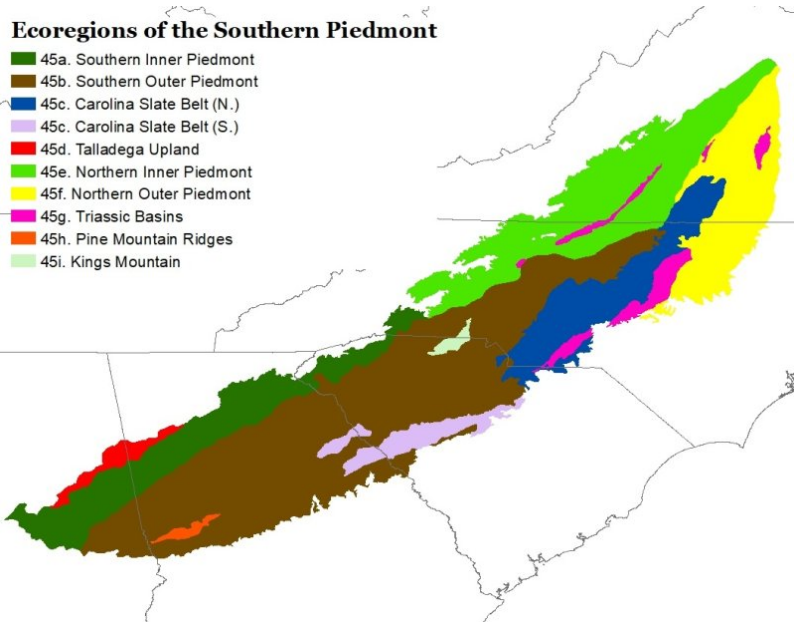 Ecoregions of the Southern Piedmont
45a. Southern Inner Piedmont
45b. Southern Outer Piedmont
45c. Carolina Slate Belt (N.)
45c. Carolina Slate Belt (S.)
45d. Talladega Upland
45e. Northern Inner Piedmont
45f. Northern Outer Piedmont
45g. Triassic Basins
45h. Pine Mountain Ridges
45i. Kings Mountain